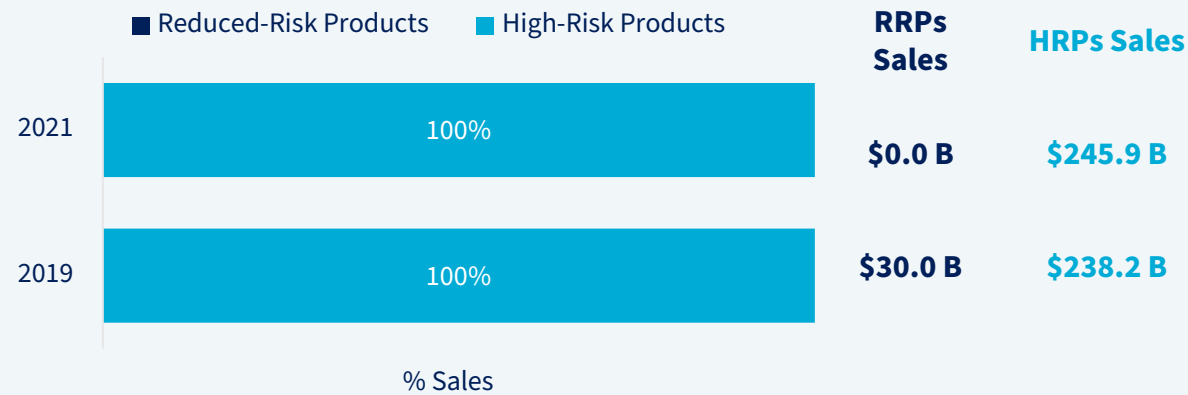 Reduced-Risk Products
High-Risk Products
RRPs
Sales
HRPs Sales
2021
100%
$0.0 B
$245.9 B
2019
100%
$30.0 B
$238.2 B
% Sales